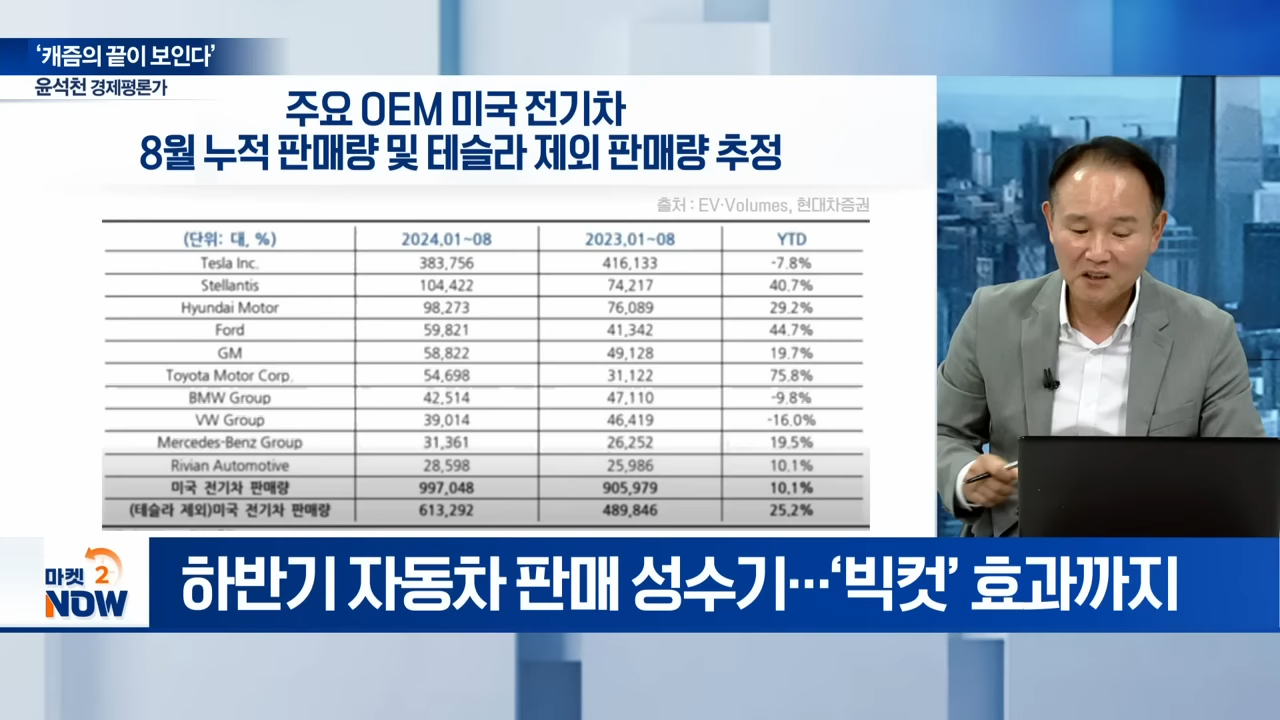 ‘캐즘의 끝이 보인다’
윤석천 경제평론가
주요 OEM 미국 전기차
8월 누적 판매량 및 테슬라 제외 판매량 추정
출처 : EV·Volumes, 현대차증권
(단위: 대, %) 2024.01~08 2023.01~08 YTD
Tesla Inc. 383,756 416,133 -7.8%
Stellantis 104,422 74,217 40.7%
Hyundai Motor 98,273 76,089 29.2%
Ford 59,821 41,342 44.7%
GM 58,822 49,128 19.7%
Toyota Motor Corp. 54,698 31,122 75.8%
BMW Group 42,514 47,110 -9.8%
VW Group 39,014 46,419 -16.0%
Mercedes-Benz Group 31,361 26,252 19.5%
Rivian Automotive 28,598 25,986 10.1%
미국 전기차 판매량 997,048 905,979 10.1%
(테슬라 제외)미국 전기차 판매량 613,292 489,846 25.2%
마켓 2
NOW
하반기 자동차 판매 성수기…‘빅컷’ 효과까지